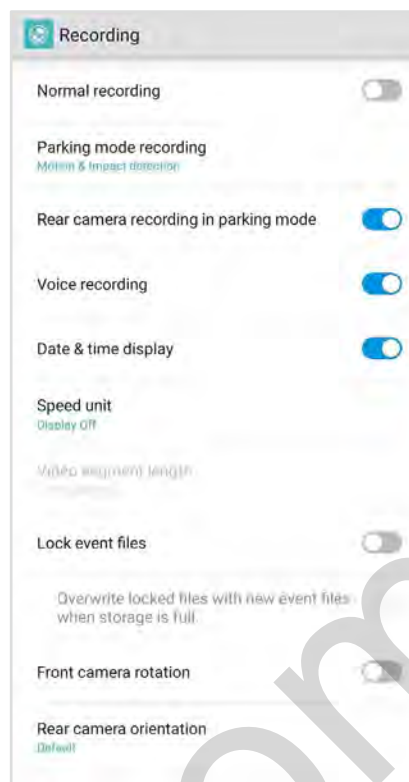 Recording
Normal recording
Parking mode recording
Motion & Impact detection
Rear camera recording in parking mode
Voice recording
Date & time display
Speed unit
Display Off
Video segment length
Lock event files
Overwrite locked files with new event files
when storage is full
Front camera rotation
Rear camera orientation
Default